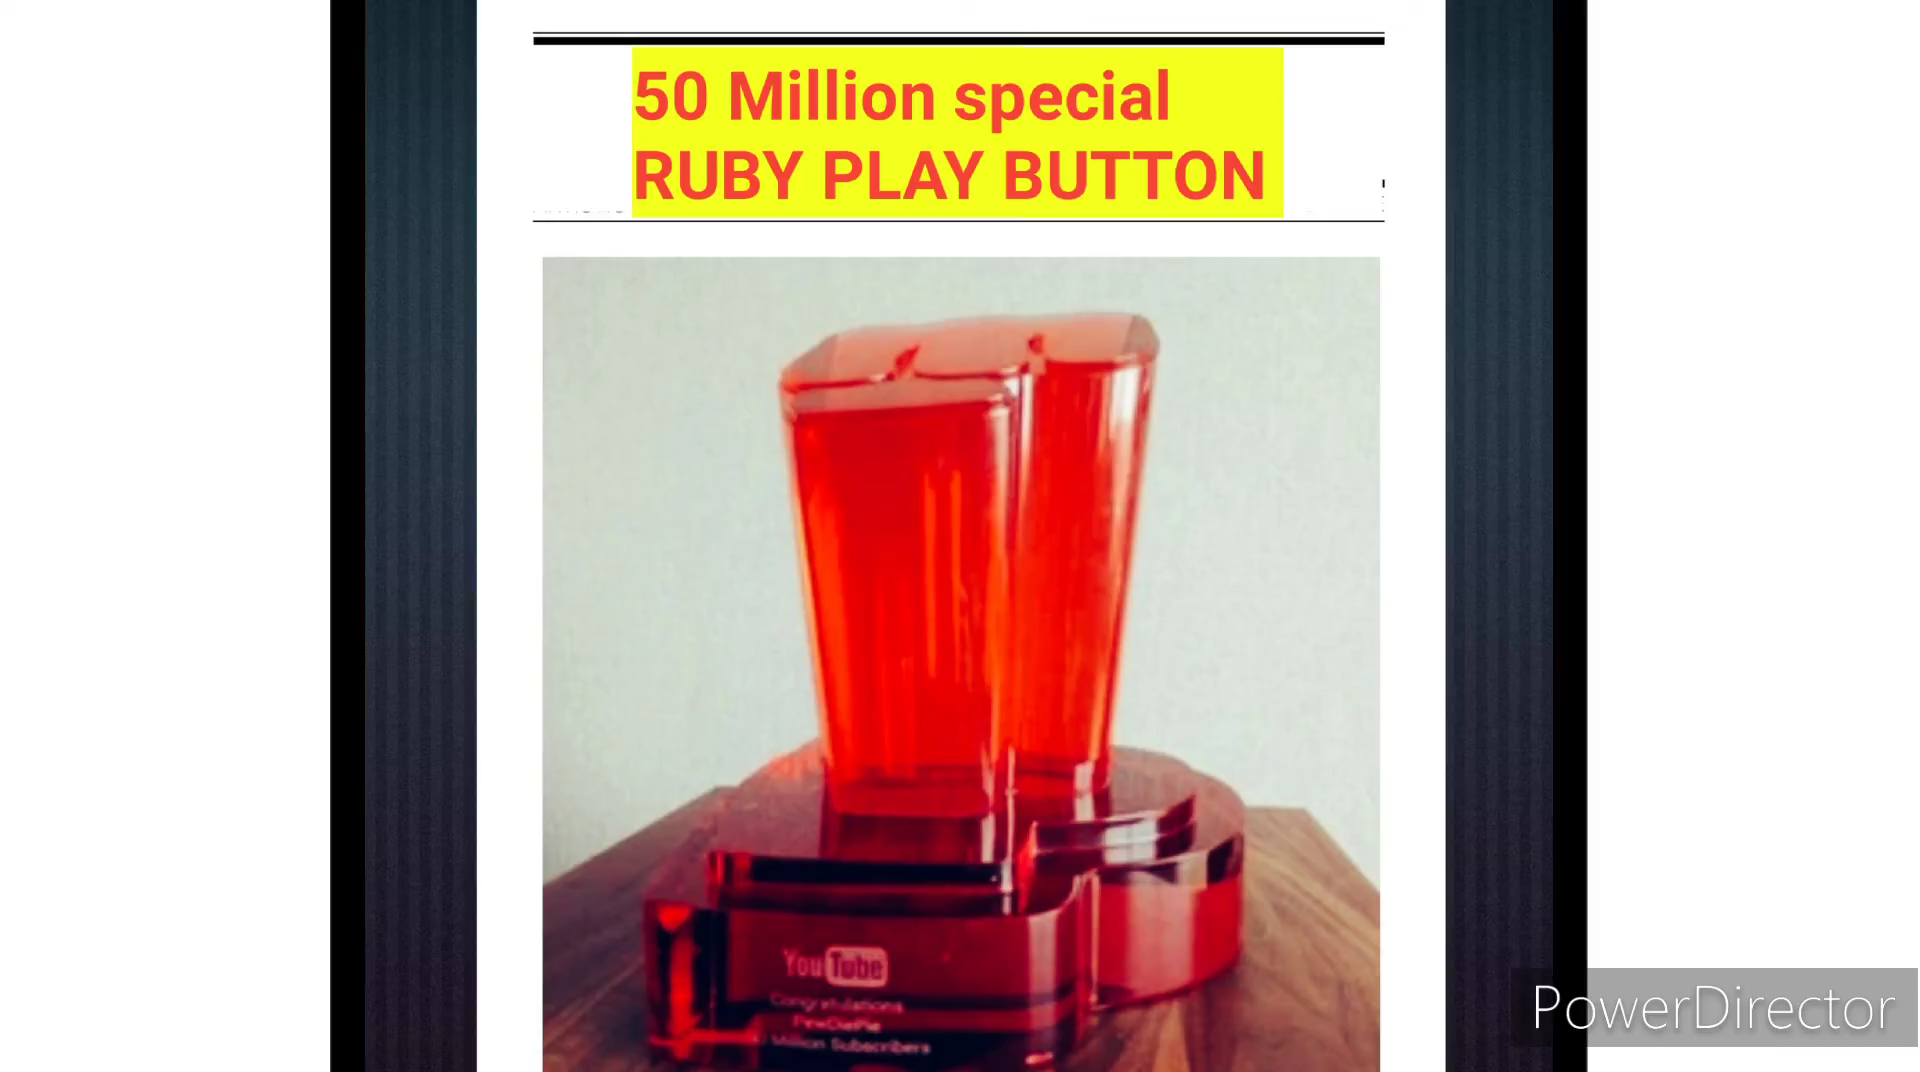 50 Million special
RUBY PLAY BUTTON
YouTube
Congratulations
PewDiePie
Million Subscribers
PowerDirector